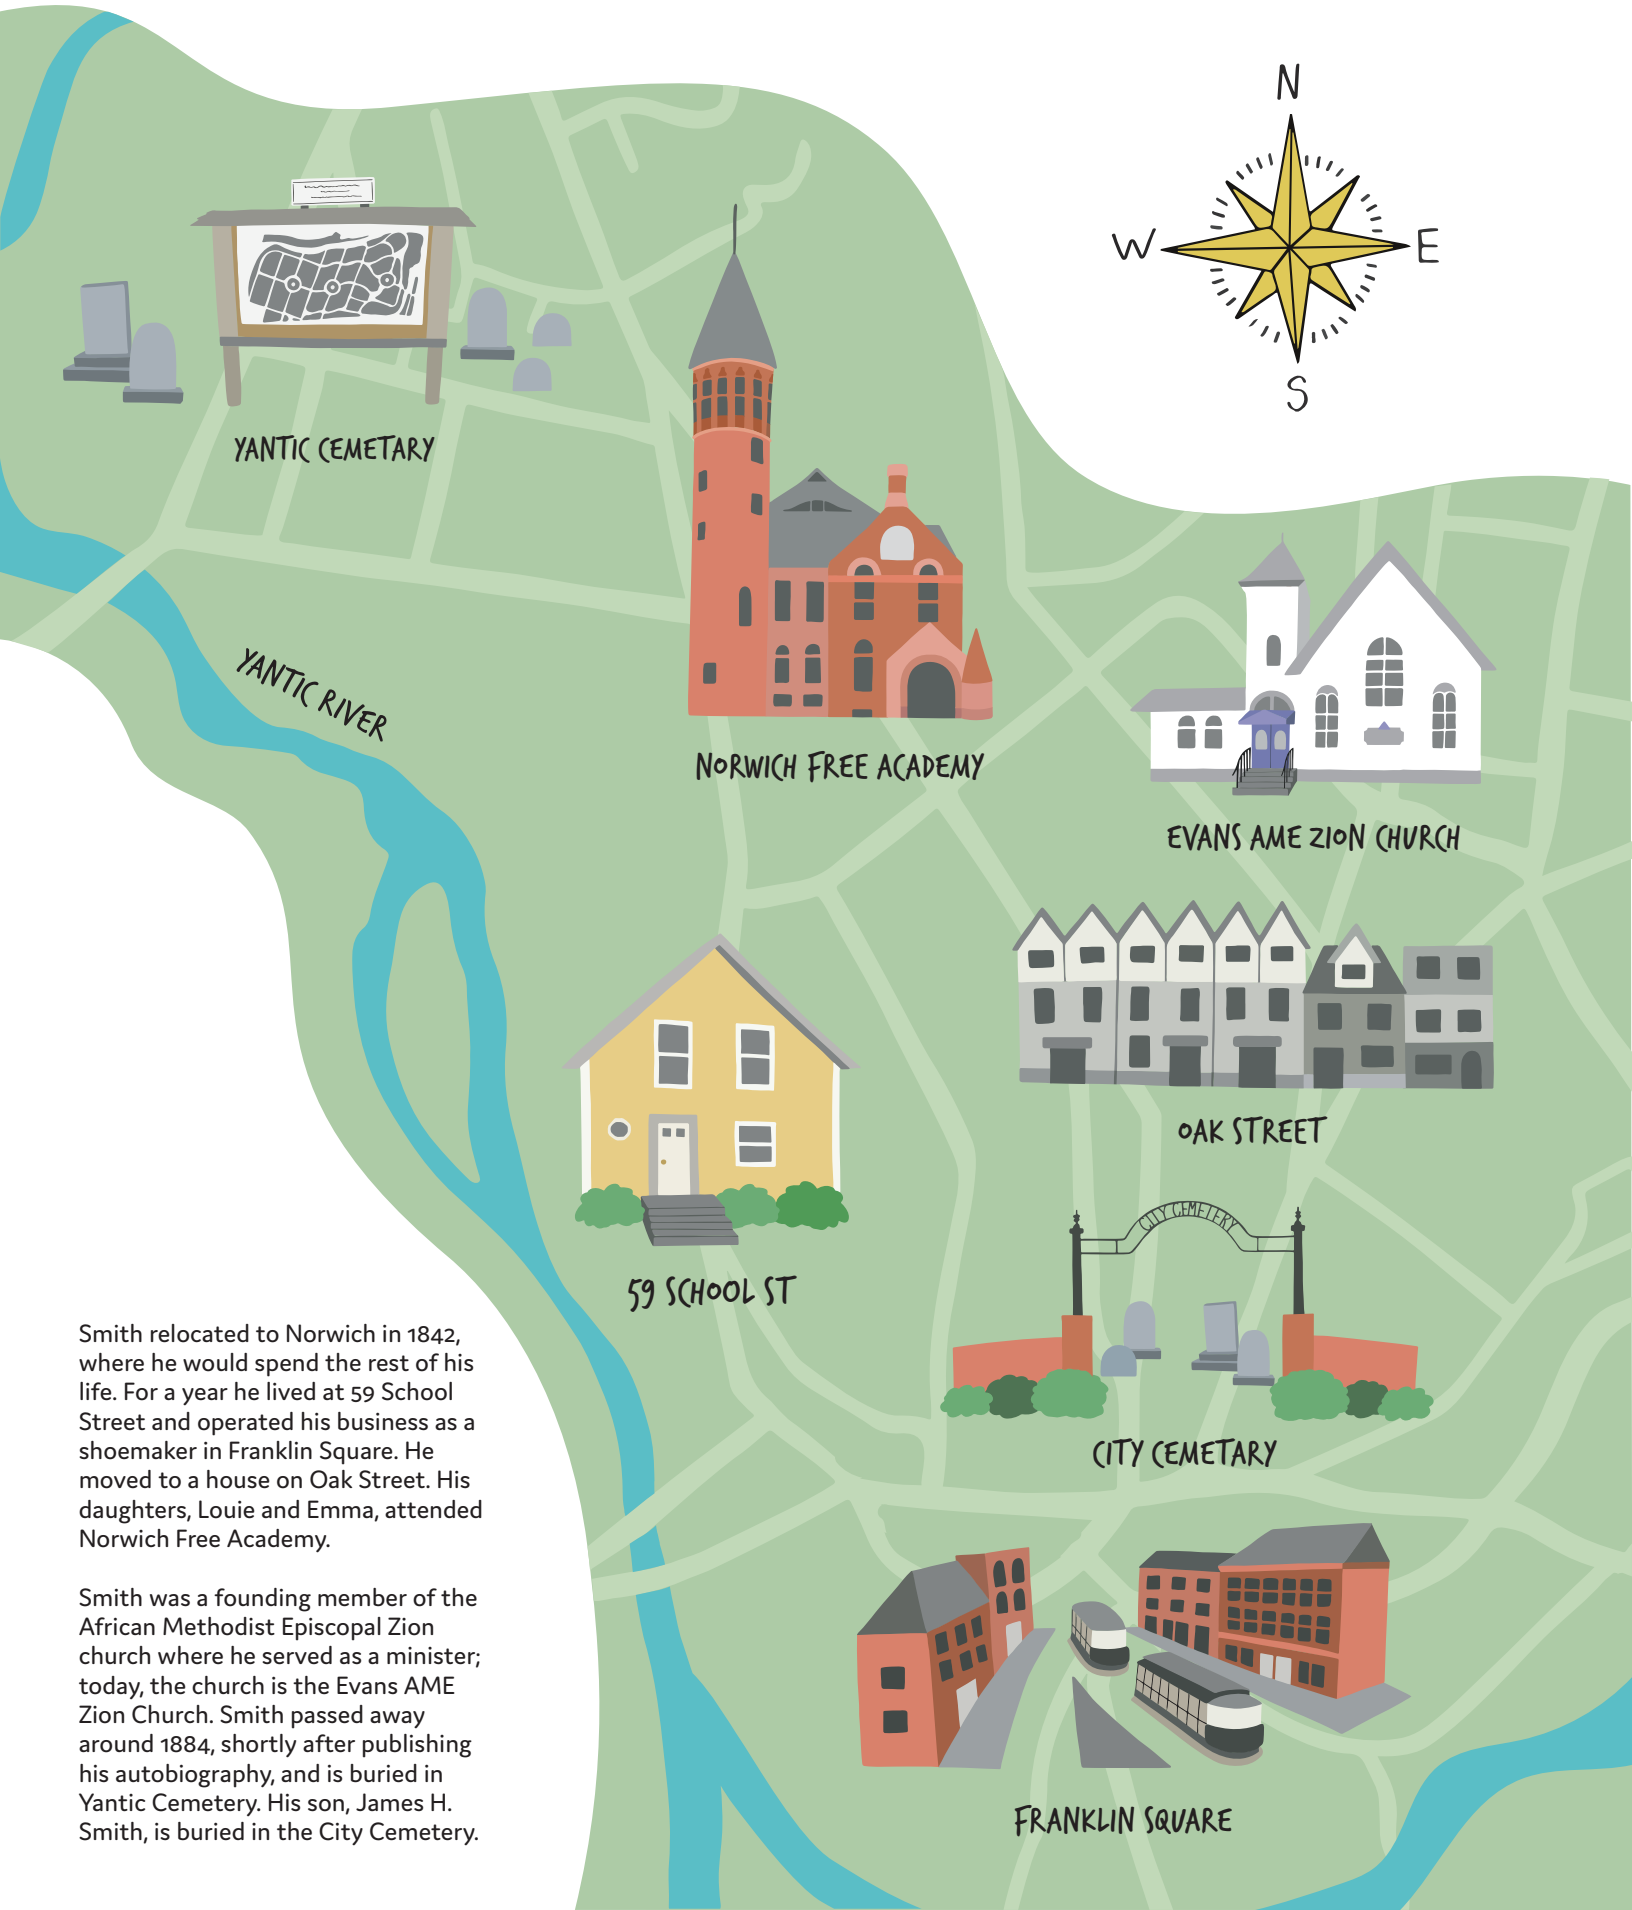 N
W
E
S
YANTIC CEMETARY
YANTIC RIVER
NORWICH FREE ACADEMY
EVANS AME ZION CHURCH
OAK STREET
59 SCHOOL ST
CITY CEMETERY
CITY CEMETARY
FRANKLIN SQUARE
Smith relocated to Norwich in 1842,
where he would spend the rest of his
life. For a year he lived at 59 School
Street and operated his business as a
shoemaker in Franklin Square. He
moved to a house on Oak Street. His
daughters, Louie and Emma, attended
Norwich Free Academy.
Smith was a founding member of the
African Methodist Episcopal Zion
church where he served as a minister;
today, the church is the Evans AME
Zion Church. Smith passed away
around 1884, shortly after publishing
his autobiography, and is buried in
Yantic Cemetery. His son, James H.
Smith, is buried in the City Cemetery.